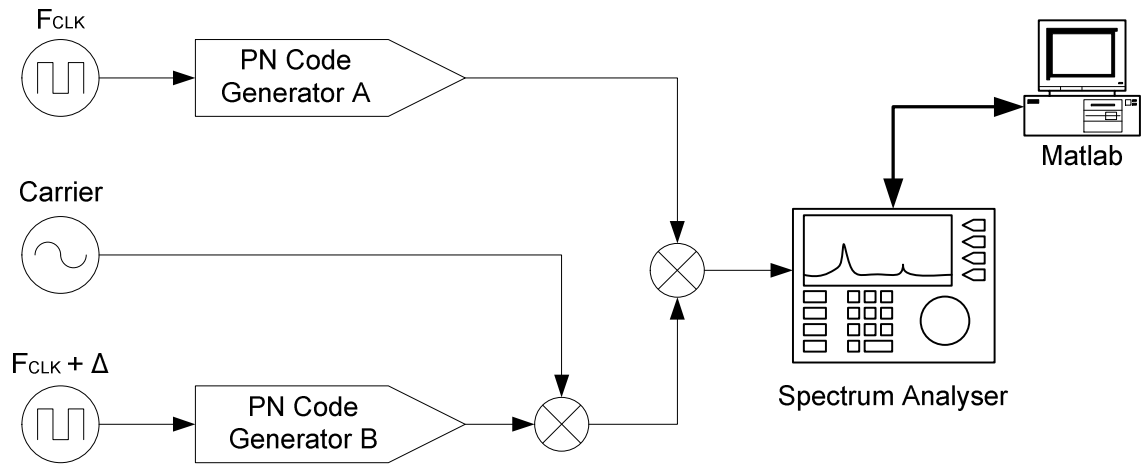 FCLK
PN Code
Generator A
Matlab
Carrier
FCLK + Δ
PN Code
Generator B
Spectrum Analyser